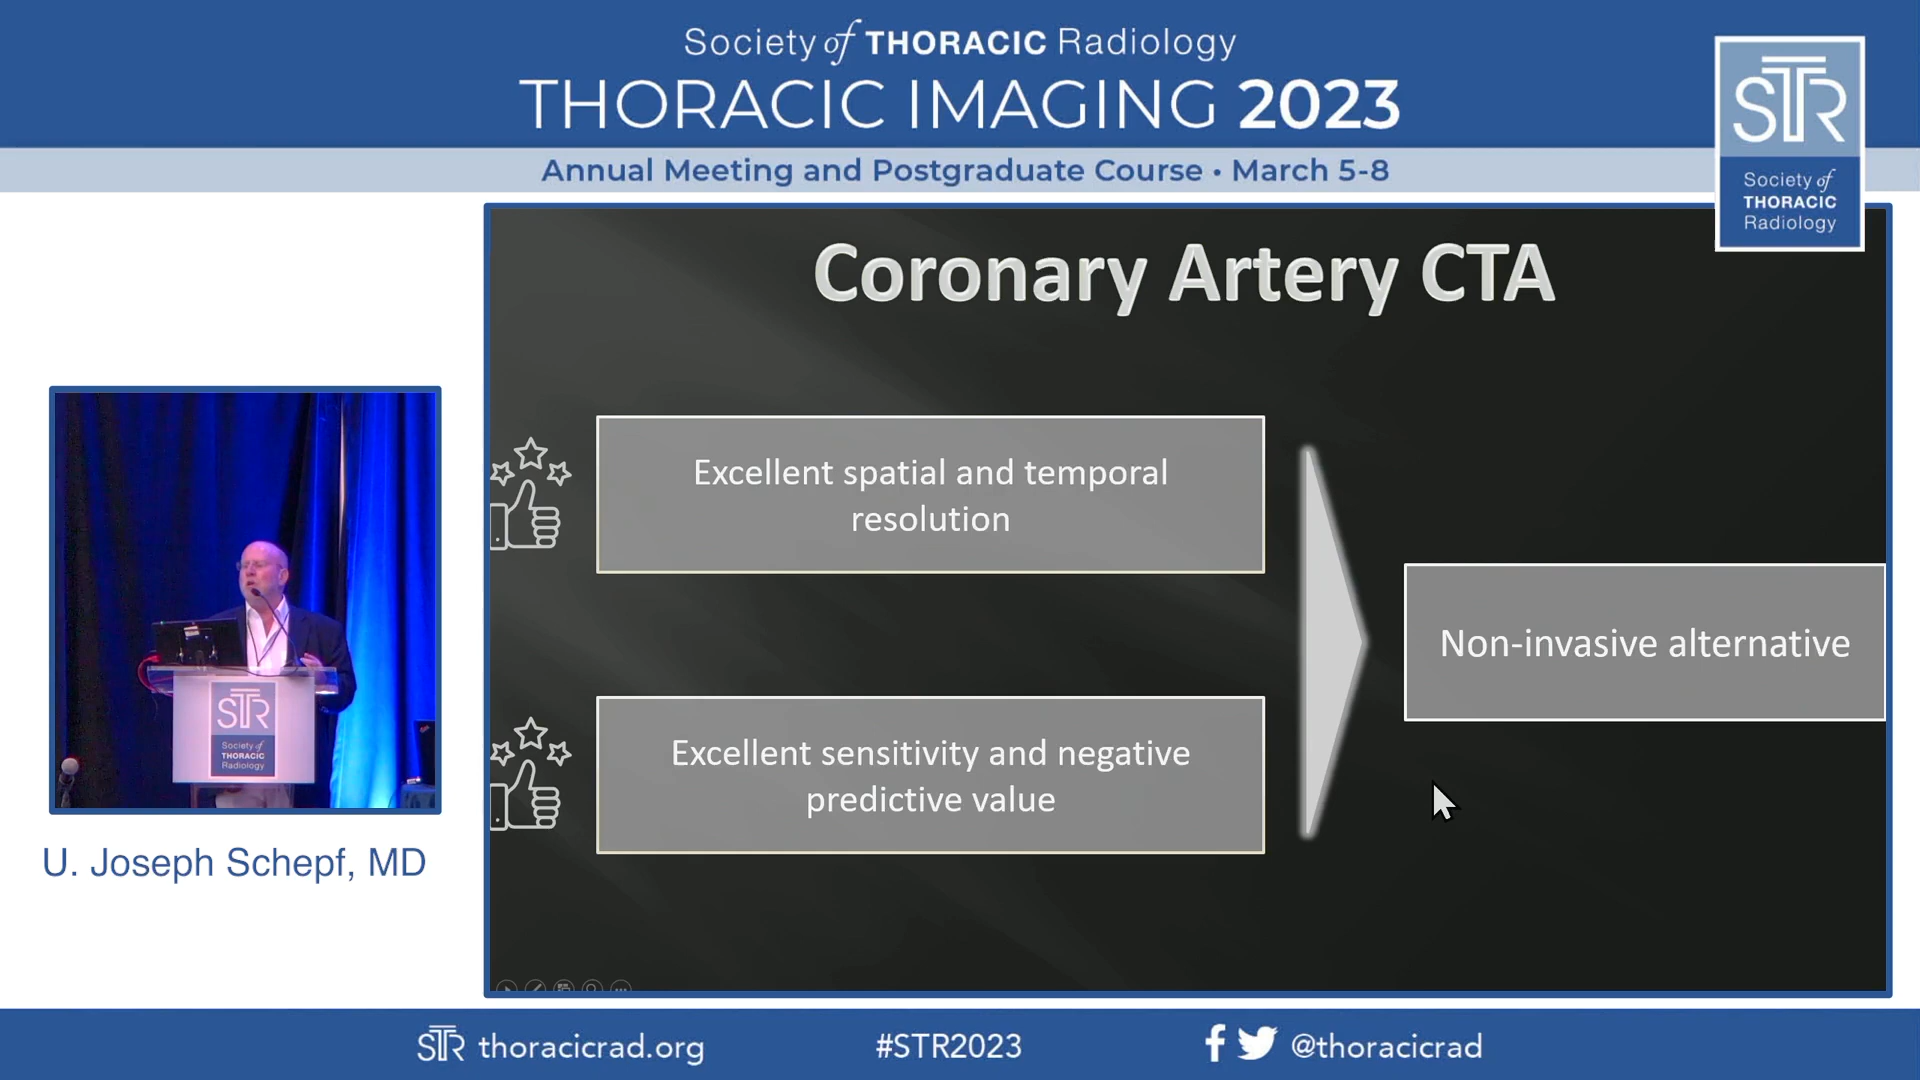 Society of THORACIC Radiology
THORACIC IMAGING 2023
Annual Meeting and Postgraduate Course • March 5-8
STR
Society of
THORACIC
Radiology
Coronary Artery CTA
Excellent spatial and temporal
resolution
Non-invasive alternative
Excellent sensitivity and negative
predictive value
STR
Society of
THORACIC
Radiology
U. Joseph Schepf, MD
STR thoracicrad.org
#STR2023
@thoracicrad